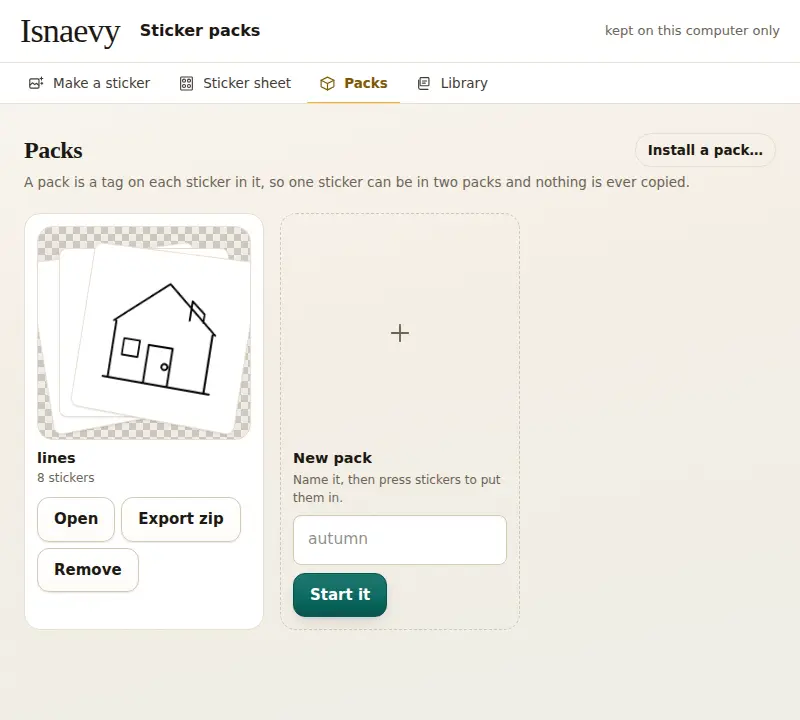 Isnaevy
Sticker packs
kept on this computer only
Make a sticker
Sticker sheet
Packs
Library
Packs
Install a pack…
A pack is a tag on each sticker in it, so one sticker can be in two packs and nothing is ever copied.
lines
8 stickers
Open
Export zip
Remove
New pack
Name it, then press stickers to put
them in.
autumn
Start it